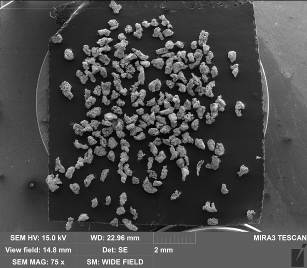 SEM HV: 15.0 kV WD: 22.96 mm MIRA3 TESCAN
View field: 14.8 mm Det: SE 2 mm
SEM MAG: 75 x SM: WIDE FIELD